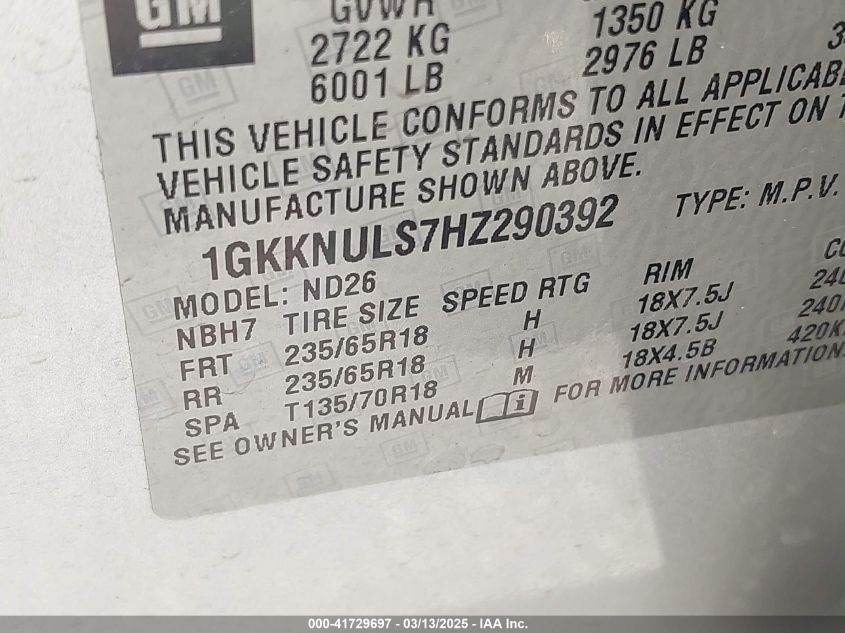 GM
GVWR
2722 KG
1350 KG
6001 LB
2976 LB
THIS VEHICLE CONFORMS TO ALL
VEHICLE SAFETY STANDARDS IN EFFECT ON
MANUFACTURE SHOWN ABOVE.
1GKKNULS7HZ290392 TYPE: M.P.V.
MODEL: ND26
NBH7 TIRE SIZE SPEED RTG RIM
FRT 235/65R18 H 18X7.5J
RR 235/65R18 H 18X7.5J
SPA T135/70R18 M 18X4.5B
SEE OWNER'S MANUAL i FOR MORE INFORMATION.
000-41729697 - 03/13/2025 - IAA Inc.